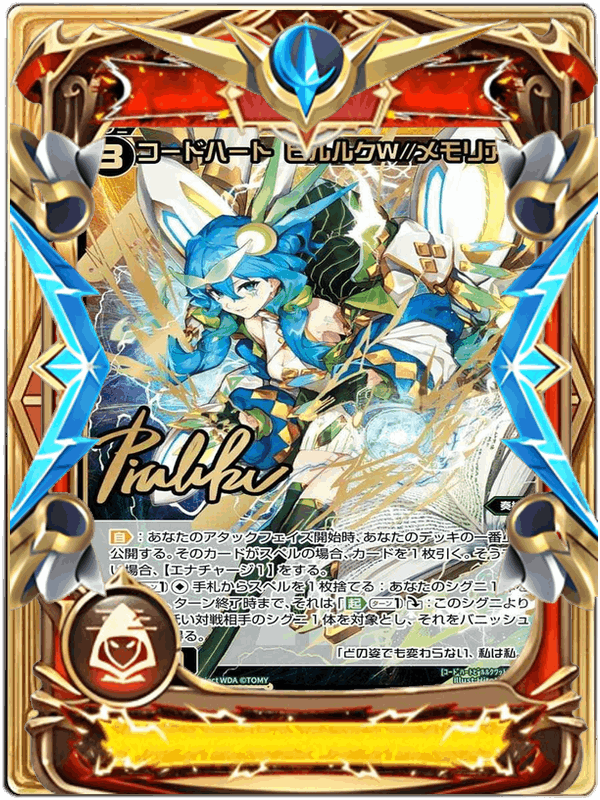 3
コードハート ピルルクW//メモリア
Piruluku
自：あなたのアタックフェイズ開始時、あなたのデッキの一番
公開する。そのカードがスペルの場合、カードを1枚引く。そう
い場合、【エナチャージ1】をする。
手札からスペルを1枚捨てる：あなたのシグニ1
ターン終了時まで、それは「起 ターン1 ：このシグニより
い対戦相手のシグニ1体を対象とし、それをバニッシュ
る。
「どの姿でも変わらない、私は私
ject WDA ©TOMY